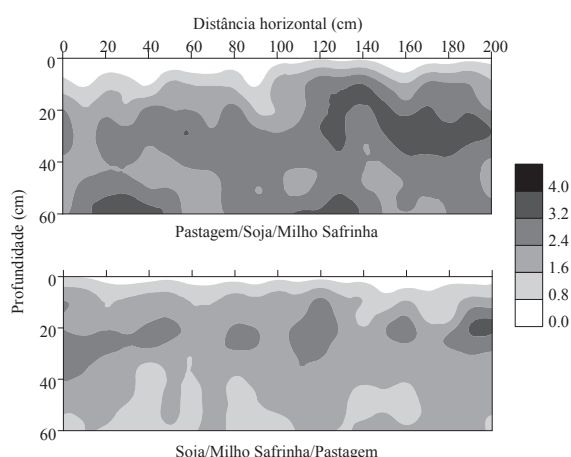 Distância horizontal (cm)
0 20 40 60 80 100 120 140 160 180 200
0
20
40
60
Pastagem/Soja/Milho Safrinha
Profundidade (cm)
4.0
3.2
2.4
1.6
0.8
0.0
0
20
40
60
Soja/Milho Safrinha/Pastagem